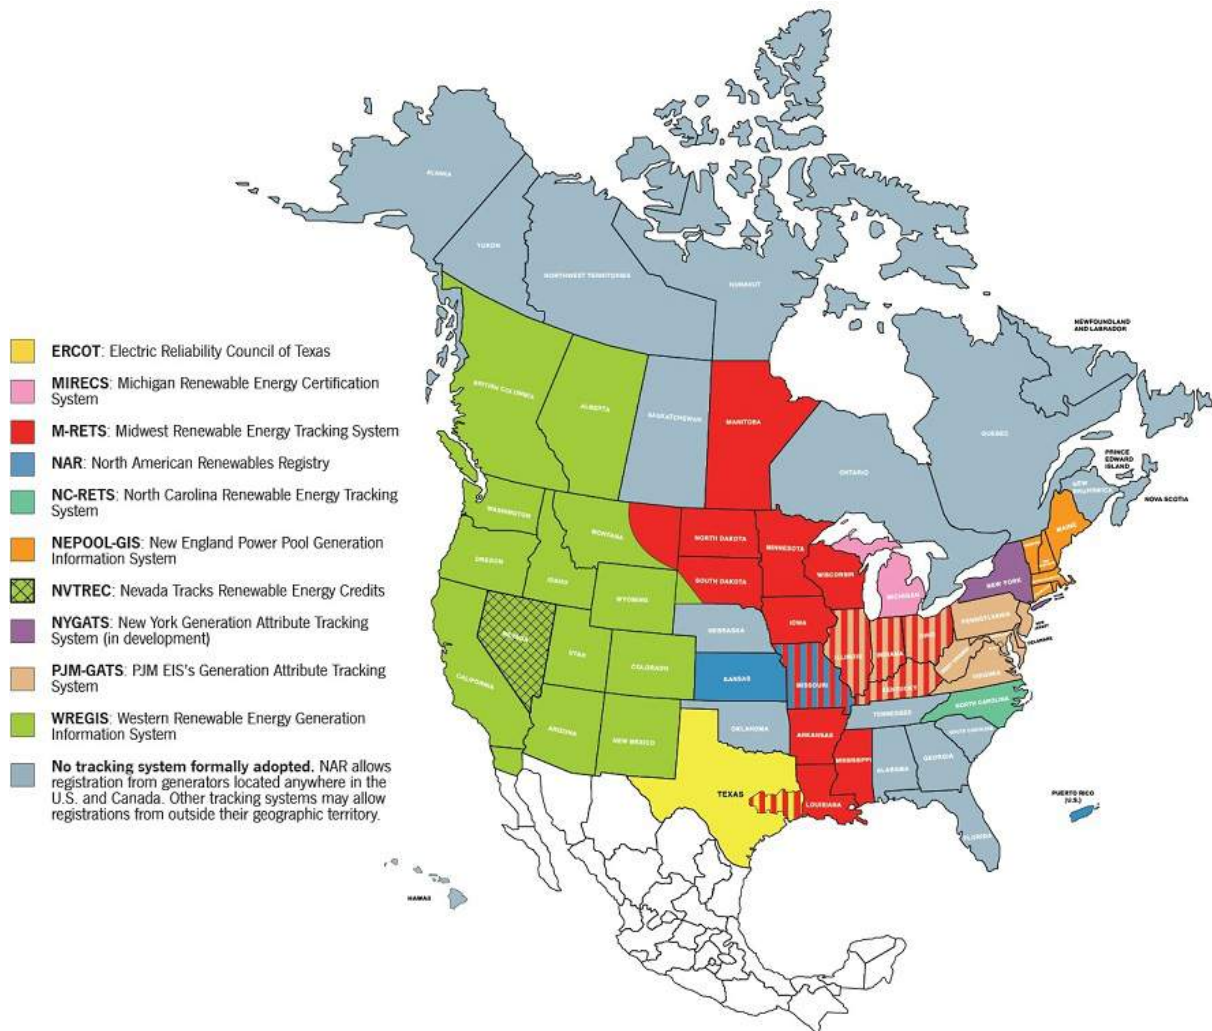 ALASKA
YUKON
NORTHWEST TERRITORIES
NUNAVUT
NEWFOUNDLAND
AND LABRADOR
BRITISH COLUMBIA
ALBERTA
SASKATCHEWAN
MANITOBA
ONTARIO
QUEBEC
PRINCE
EDWARD
ISLAND
NEW
BRUNSWICK
NOVA SCOTIA
ERCOT: Electric Reliability Council of Texas
MIRECS: Michigan Renewable Energy Certification
System
M-RETS: Midwest Renewable Energy Tracking System
NAR: North American Renewables Registry
NC-RETS: North Carolina Renewable Energy Tracking
System
NEPOOL-GIS: New England Power Pool Generation
Information System
NVTREC: Nevada Tracks Renewable Energy Credits
NYGATS: New York Generation Attribute Tracking
System (in development)
PJM-GATS: PJM EIS's Generation Attribute Tracking
System
WREGIS: Western Renewable Energy Generation
Information System
No tracking system formally adopted. NAR allows
registration from generators located anywhere in the
U.S. and Canada. Other tracking systems may allow
registrations from outside their geographic territory.
WASHINGTON
MONTANA
NORTH DAKOTA
MINNESOTA
MAINE
OREGON
IDAHO
WYOMING
SOUTH DAKOTA
WISCONSIN
MICHIGAN
NEW YORK
NEVADA
UTAH
COLORADO
NEBRASKA
IOWA
ILLINOIS
INDIANA
OHIO
PENNSYLVANIA
DELAWARE
CALIFORNIA
KANSAS
MISSOURI
KENTUCKY
VIRGINIA
ARIZONA
NEW MEXICO
OKLAHOMA
ARKANSAS
TENNESSEE
NORTH CAROLINA
SOUTH CAROLINA
TEXAS
LOUISIANA
MISSISSIPPI
ALABAMA
GEORGIA
FLORIDA
PUERTO RICO
(U.S.)
HAWAII